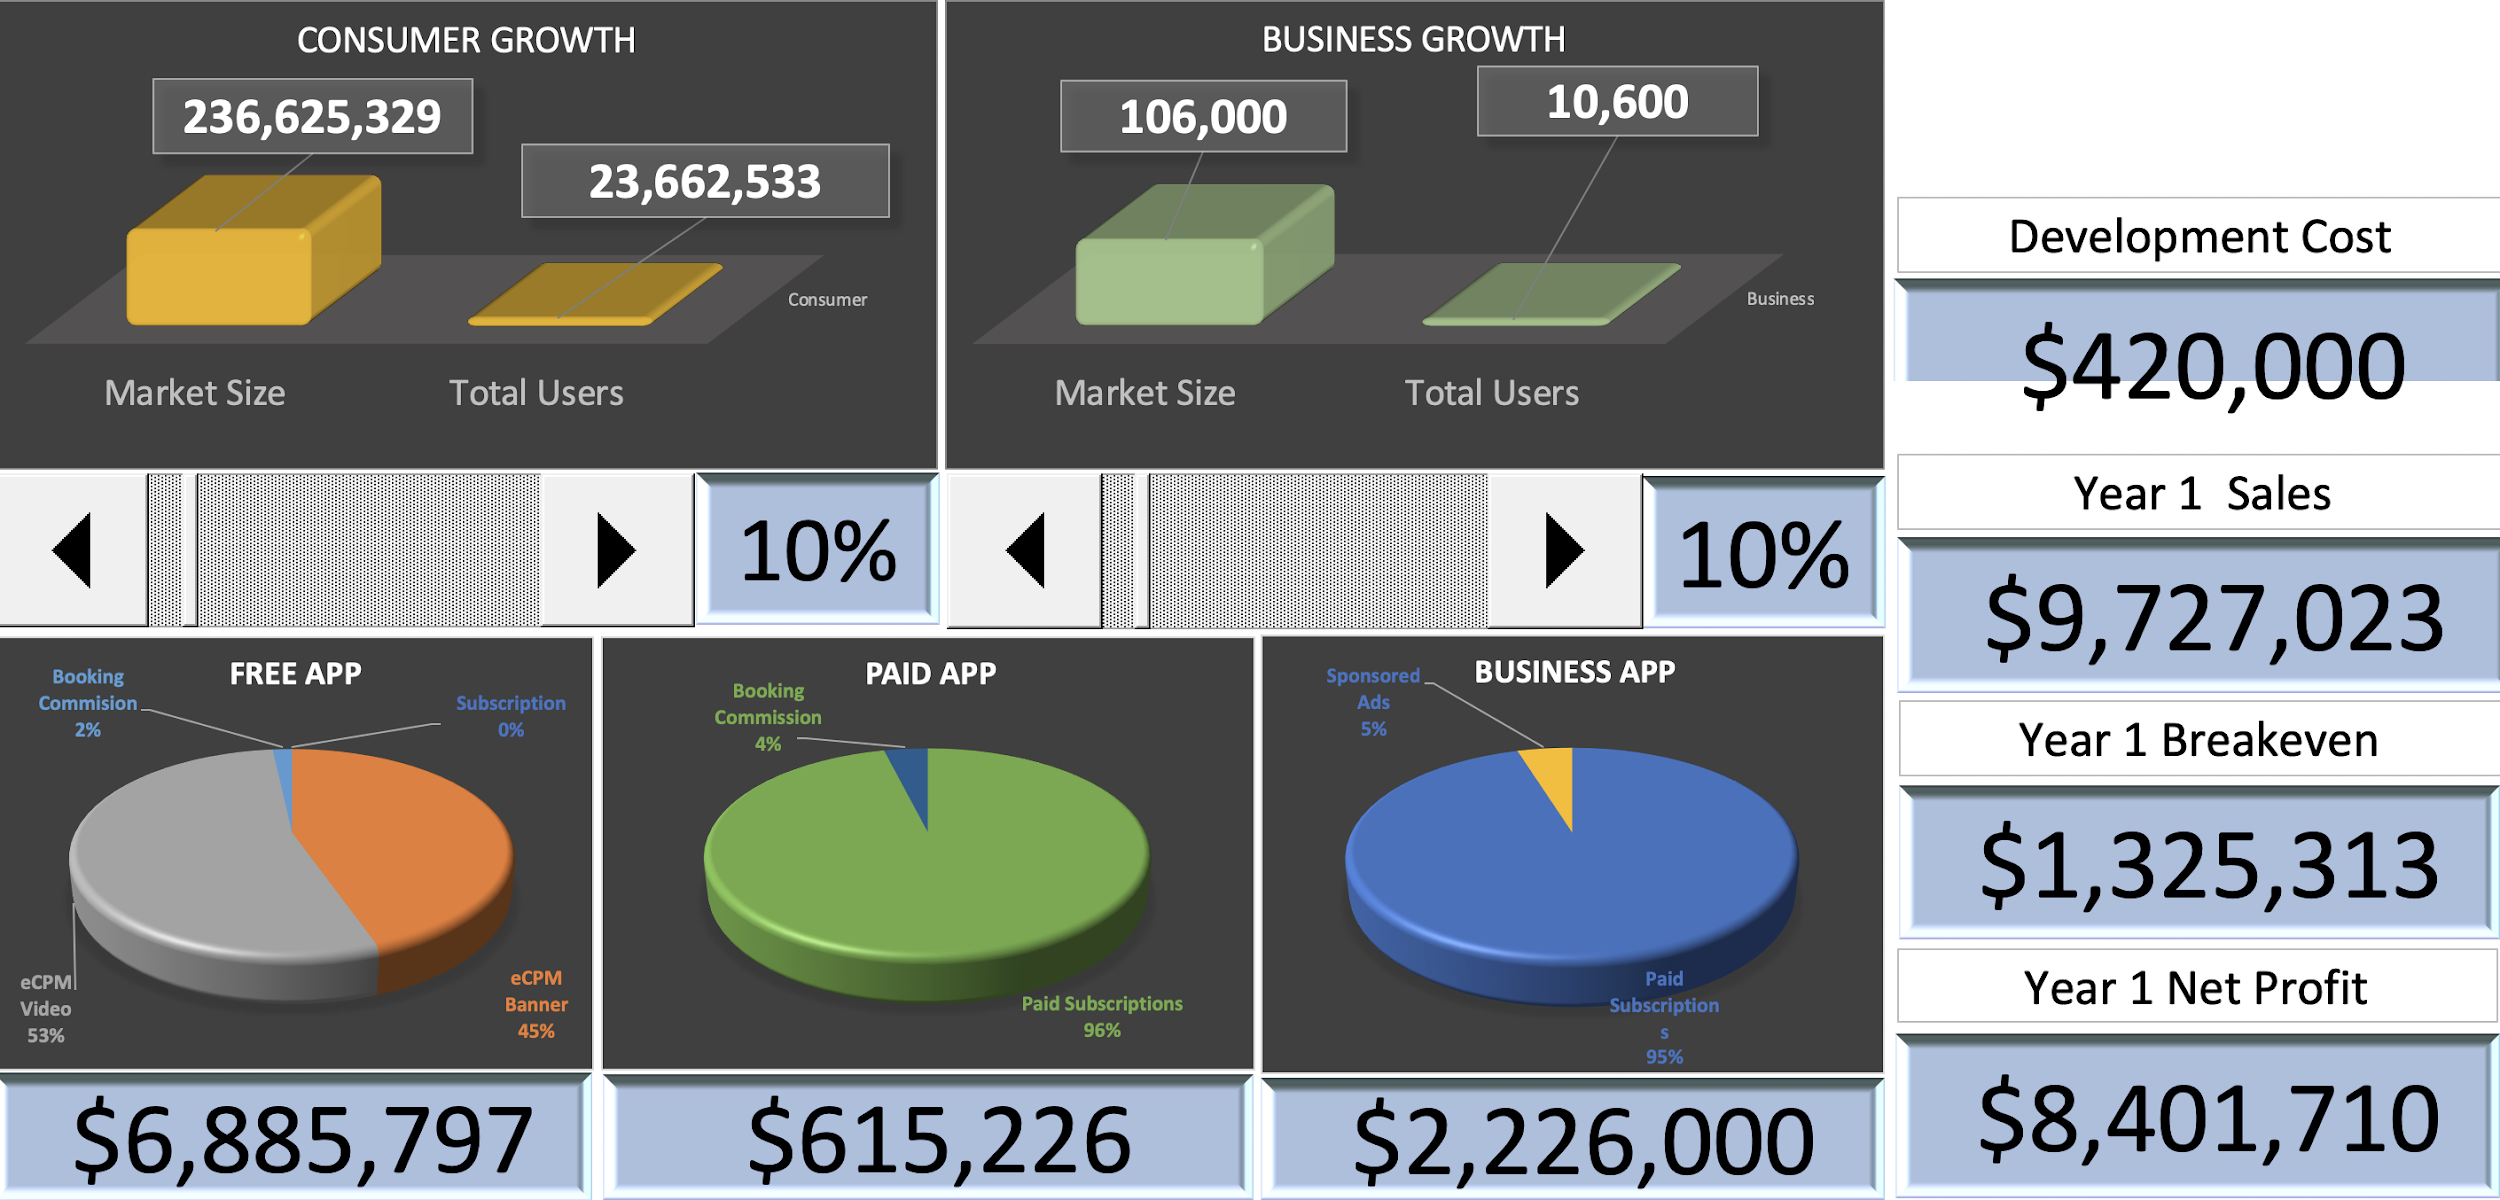 CONSUMER GROWTH
236,625,329
23,662,533
Consumer
Market Size
Total Users
BUSINESS GROWTH
106,000
10,600
Business
Market Size
Total Users
10%
10%
Development Cost
$420,000
Year 1  Sales
$9,727,023
Year 1 Breakeven
$1,325,313
Year 1 Net Profit
$8,401,710
FREE APP
Booking
Commision
2%
Subscription
0%
eCPM
Video
53%
eCPM
Banner
45%
$6,885,797
PAID APP
Booking
Commission
4%
Paid Subscriptions
96%
$615,226
BUSINESS APP
Sponsored
Ads
5%
Paid
Subscription
s
95%
$2,226,000